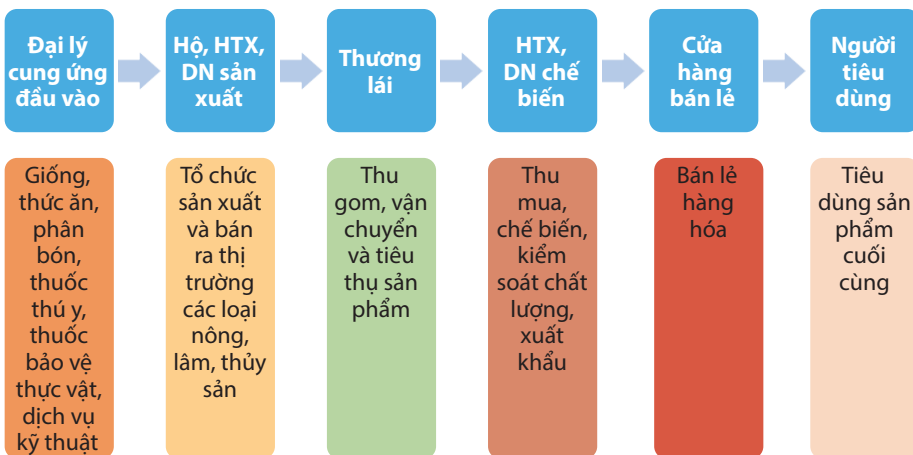 Đại lý
cung ứng
đầu vào
Hộ, HTX,
DN sản
xuất
Thương
lái
HTX,
DN chế
biến
Cửa
hàng
bán lẻ
Người
tiêu
dùng
Giống,
thức ăn,
phân
bón,
thuốc
thú y,
thuốc
bảo vệ
thực vật,
dịch vụ
kỹ thuật
Tổ chức
sản xuất
và bán
ra thị
trường
các loại
nông,
lâm, thủy
sản
Thu
gom, vận
chuyển
và tiêu
thụ sản
phẩm
Thu
mua,
chế biến,
kiểm
soát chất
lượng,
xuất
khẩu
Bán lẻ
hàng
hóa
Tiêu
dùng sản
phẩm
cuối
cùng